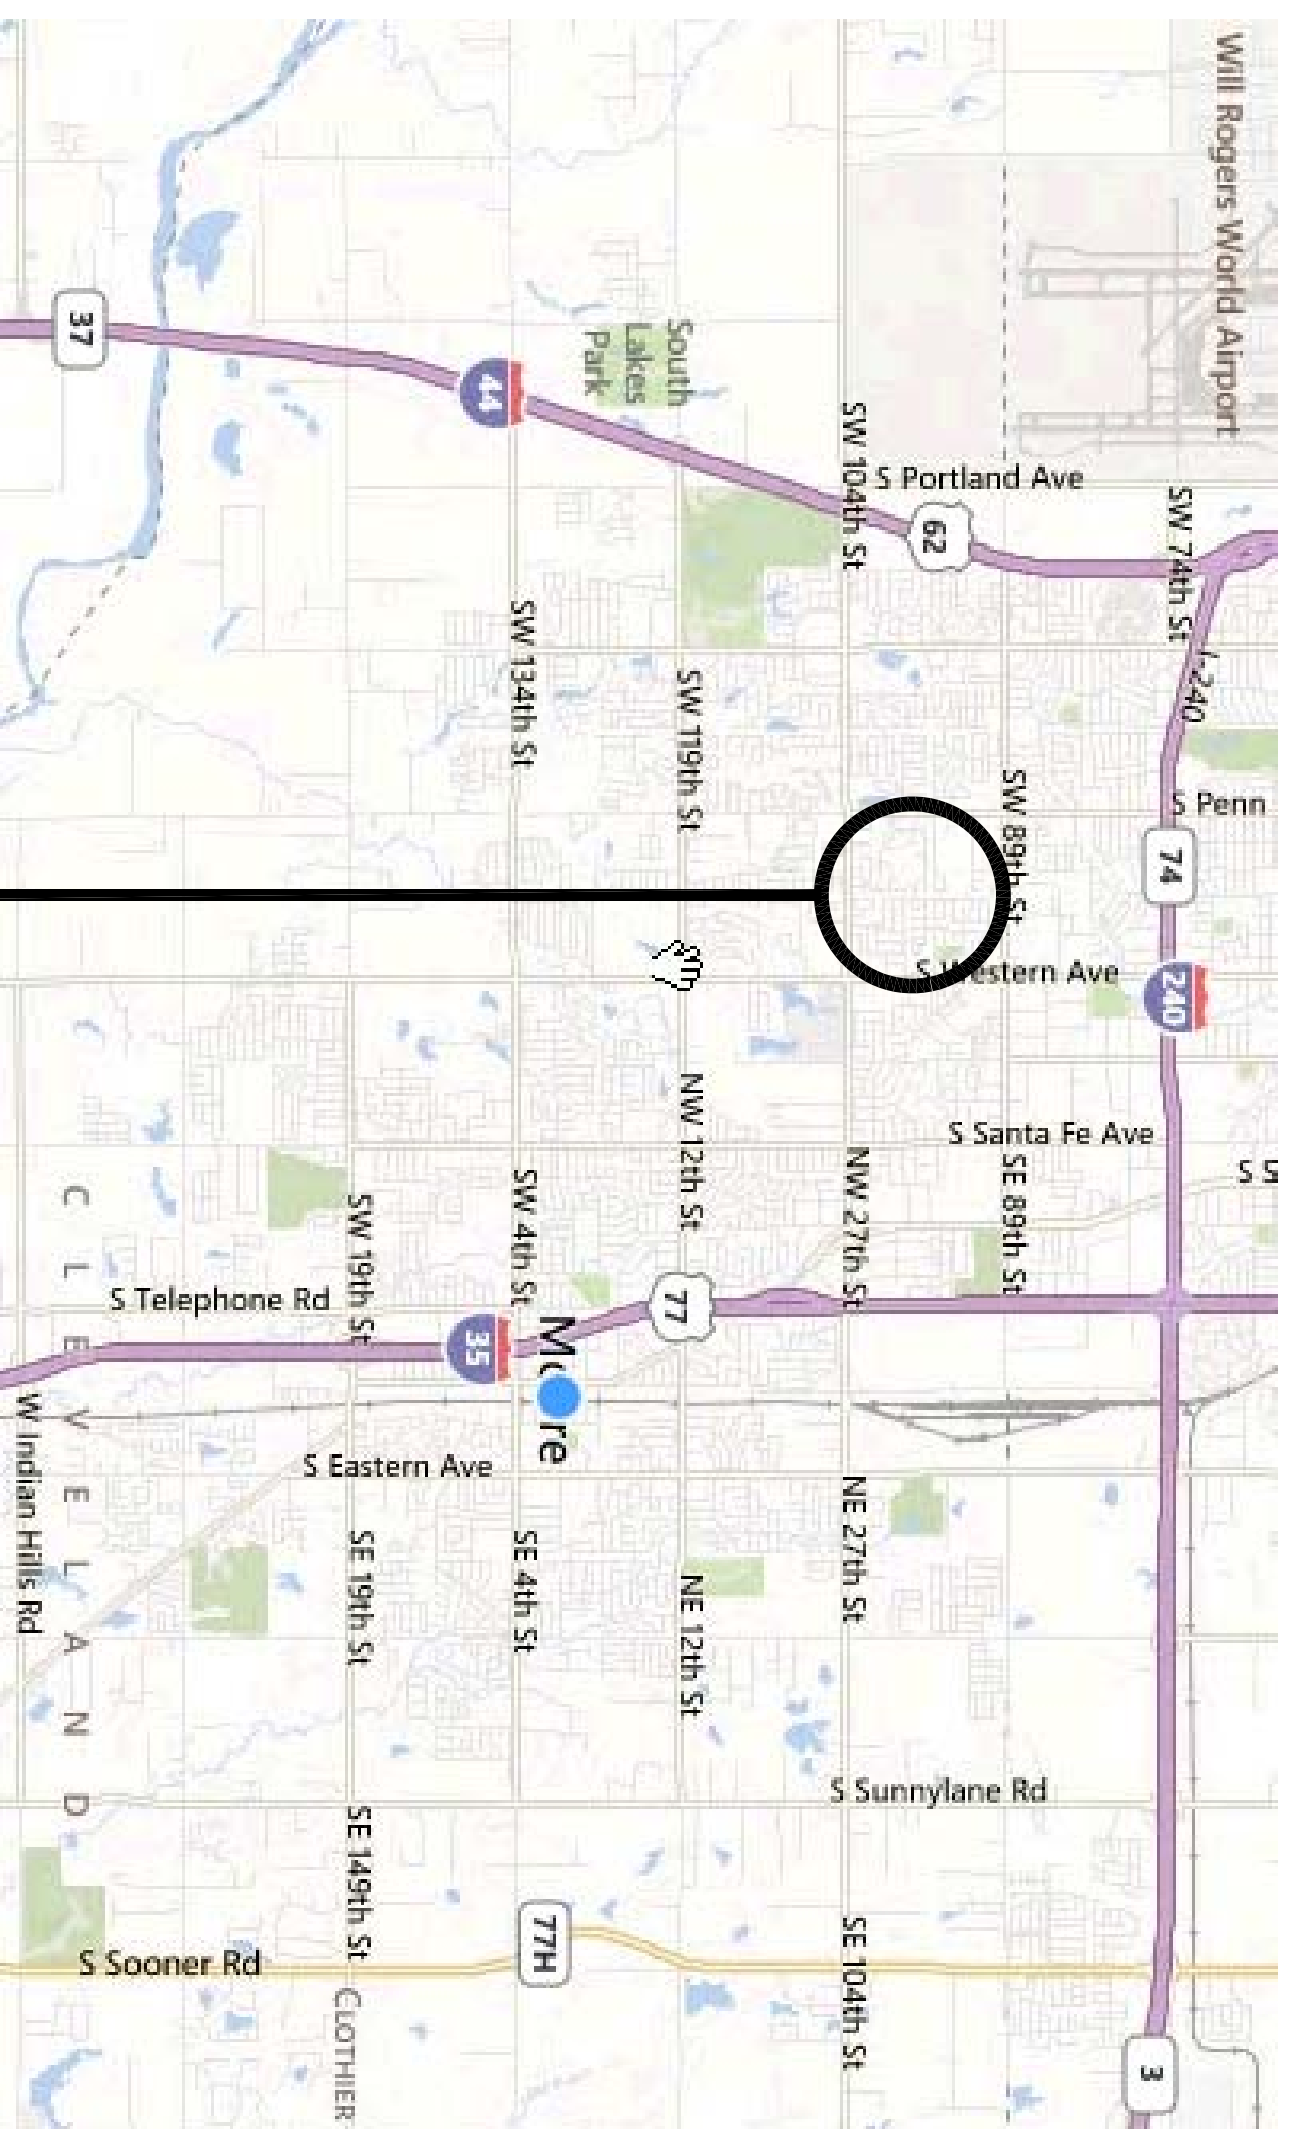 Will Rogers World Airport
37
44
South
Lakes
Park
SW 104th St
S Portland Ave
62
SW 74th St
I-240
SW 134th St
SW 119th St
SW 89th St
S Penn
74
S Western Ave
240
NW 12th St
S Santa Fe Ave
NW 27th St
SE 89th St
S S
SW 19th St
SW 4th St
S Telephone Rd
77
35
Mo re
W Indian Hills Rd
CLEVELAND
S Eastern Ave
SE 19th St
SE 4th St
NE 12th St
NE 27th St
S Sunnylane Rd
SE 149th St
77H
SE 104th St
S Sooner Rd
CLOTHIER
3